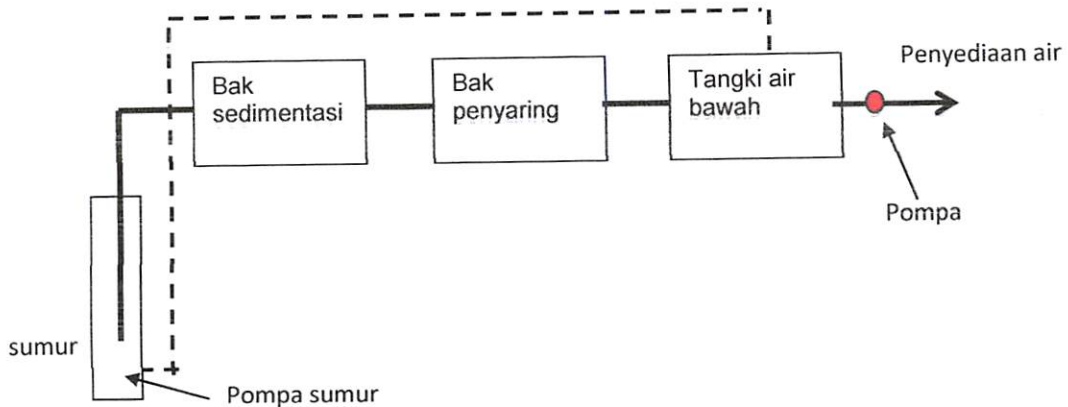 Bak
sedimentasi
Bak
penyaring
Tangki air
bawah
Penyediaan air
Pompa
sumur
Pompa sumur